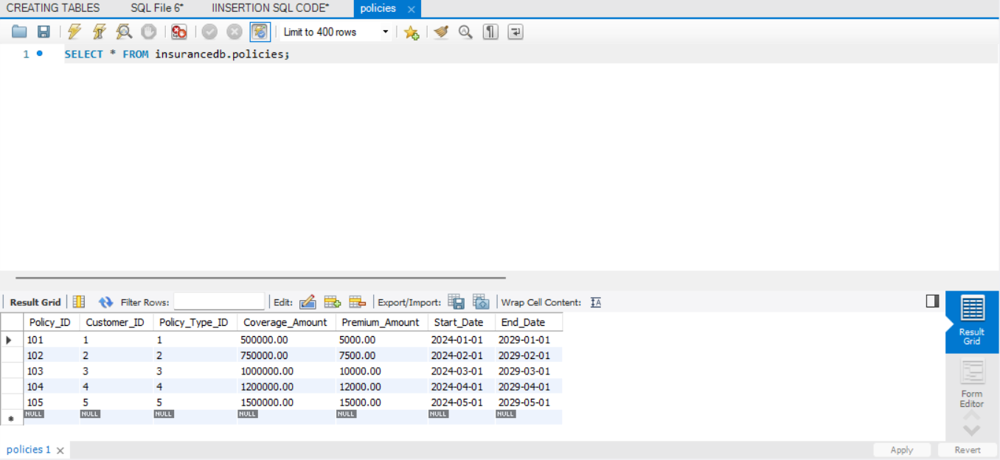 CREATING TABLES SQL File 6* IINSERTION SQL CODE* policies
Limit to 400 rows
1 SELECT * FROM insurancedb.policies;
Result Grid Filter Rows: Edit: Export/Import: Wrap Cell Content: IA
Policy_ID Customer_ID Policy_Type_ID Coverage_Amount Premium_Amount Start_Date End_Date
101 1 1 500000.00 5000.00 2024-01-01 2029-01-01
102 2 2 750000.00 7500.00 2024-02-01 2029-02-01
103 3 3 1000000.00 10000.00 2024-03-01 2029-03-01
104 4 4 1200000.00 12000.00 2024-04-01 2029-04-01
105 5 5 1500000.00 15000.00 2024-05-01 2029-05-01
NULL NULL NULL NULL NULL NULL NULL
Result
Grid
Form
Editor
policies 1 Apply Revert